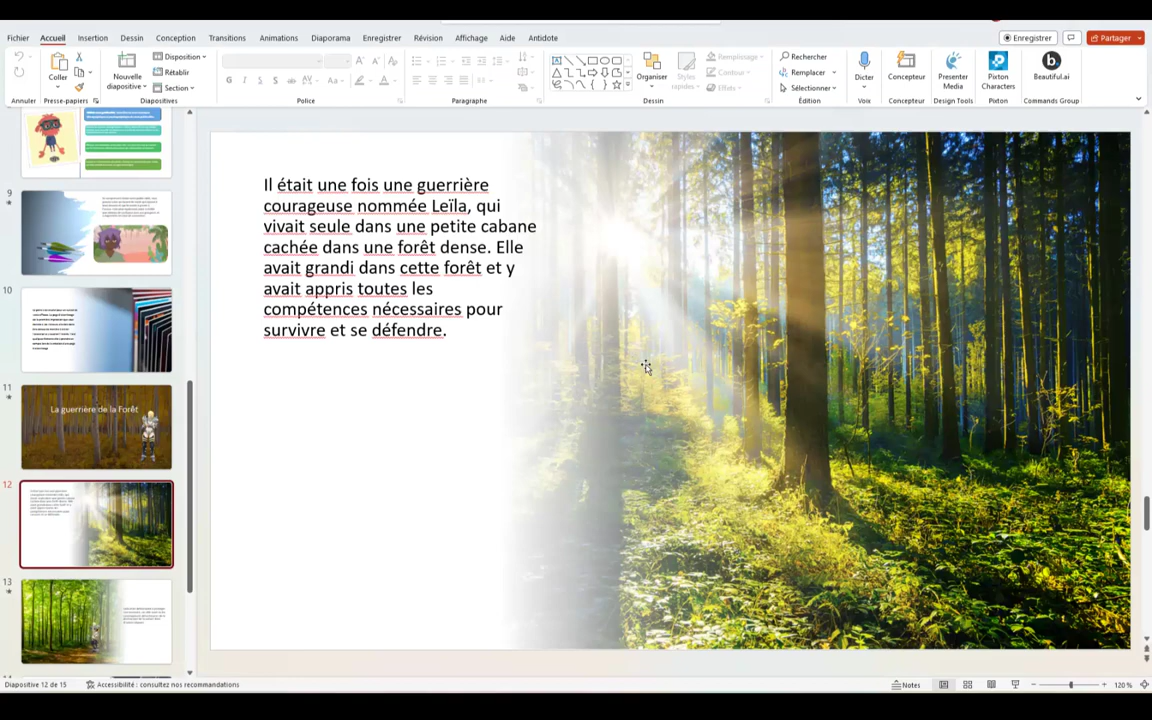 Fichier Accueil Insertion Dessin Conception Transitions Animations Diaporama Enregistrer Révision Affichage Aide Antidote
Enregistrer Partager
Coller
Nouvelle diapositive
Disposition
Rétablir
Section
Organiser
Styles rapides
Remplissage
Contour
Effets
Rechercher
Remplacer
Sélectionner
Dicter
Concepteur
Presenter Media
Pixton Characters
Beautiful.ai
Annuler Presse-papiers Diapositives Police Paragraphe Dessin Édition Voix Concepteur Design Tools Pixton Commands Group
9
10
11
La guerrière de la Forêt
12
13
Il était une fois une guerrière
courageuse nommée Leïla, qui
vivait seule dans une petite cabane
cachée dans une forêt dense. Elle
avait grandi dans cette forêt et y
avait appris toutes les
compétences nécessaires pour
survivre et se défendre.
Diapositive 12 de 15 Accessibilité : consultez nos recommandations Notes 120 %